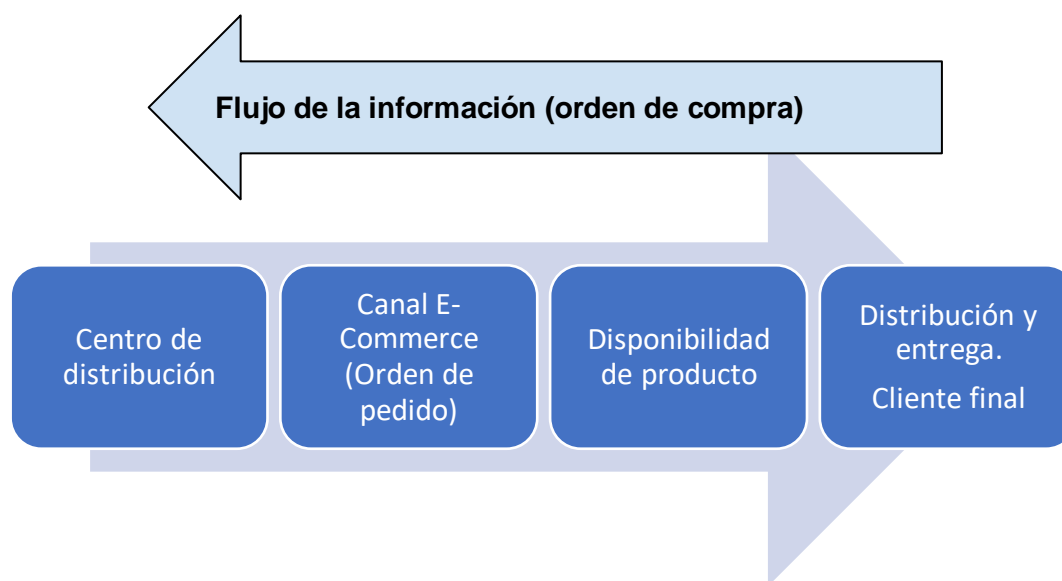 Flujo de la información (orden de compra)
Centro de
distribución
Canal E-
Commerce
(Orden de
pedido)
Disponibilidad
de producto
Distribución y
entrega.
Cliente final